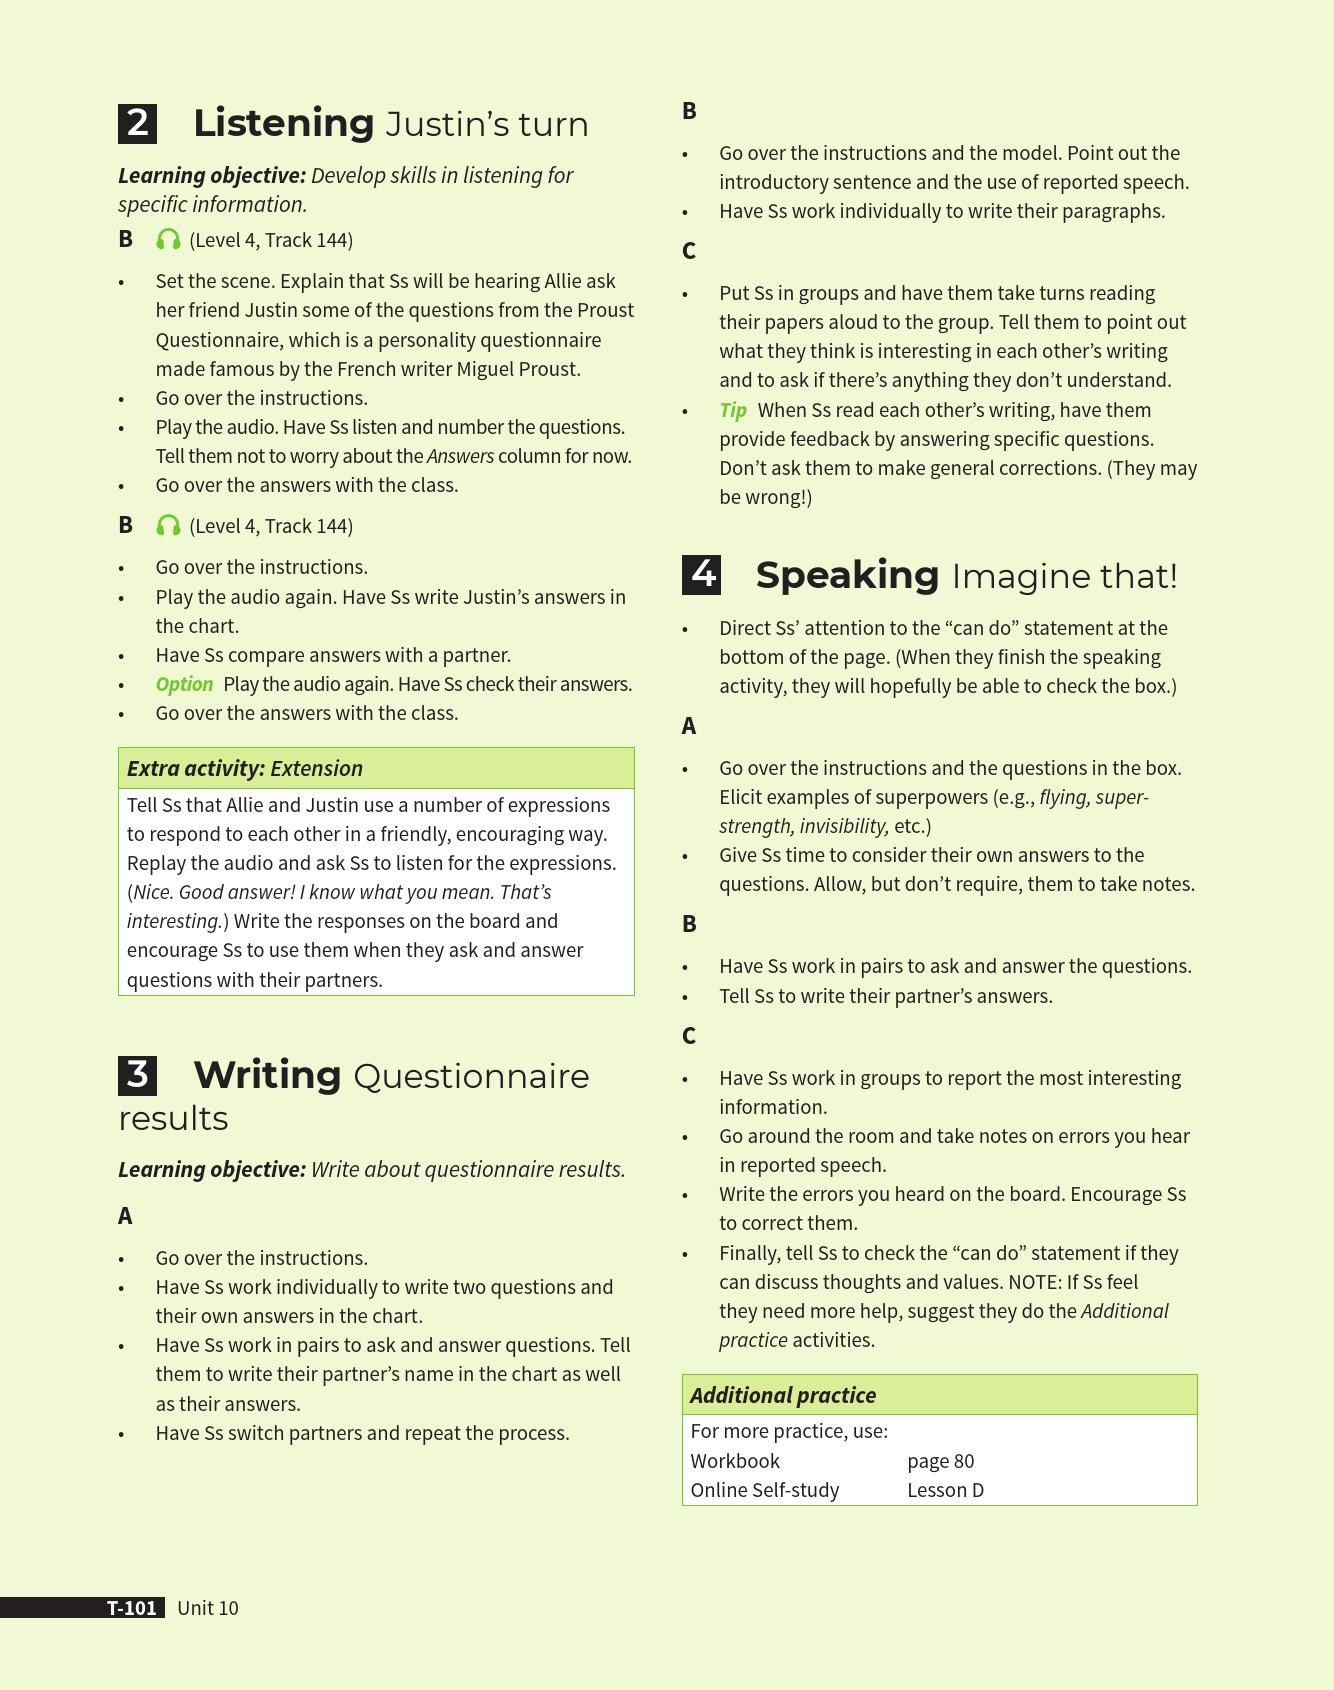 2 Listening Justin’s turn
Learning objective: Develop skills in listening for
specific information.
B (Level 4, Track 144)
• Set the scene. Explain that Ss will be hearing Allie ask
her friend Justin some of the questions from the Proust
Questionnaire, which is a personality questionnaire
made famous by the French writer Miguel Proust.
• Go over the instructions.
• Play the audio. Have Ss listen and number the questions.
Tell them not to worry about the Answers column for now.
• Go over the answers with the class.
B (Level 4, Track 144)
• Go over the instructions.
• Play the audio again. Have Ss write Justin’s answers in
the chart.
• Have Ss compare answers with a partner.
• Option Play the audio again. Have Ss check their answers.
• Go over the answers with the class.
Extra activity: Extension
Tell Ss that Allie and Justin use a number of expressions
to respond to each other in a friendly, encouraging way.
Replay the audio and ask Ss to listen for the expressions.
(Nice. Good answer! I know what you mean. That’s
interesting.) Write the responses on the board and
encourage Ss to use them when they ask and answer
questions with their partners.
3 Writing Questionnaire
results
Learning objective: Write about questionnaire results.
A
• Go over the instructions.
• Have Ss work individually to write two questions and
their own answers in the chart.
• Have Ss work in pairs to ask and answer questions. Tell
them to write their partner’s name in the chart as well
as their answers.
• Have Ss switch partners and repeat the process.
B
• Go over the instructions and the model. Point out the
introductory sentence and the use of reported speech.
• Have Ss work individually to write their paragraphs.
C
• Put Ss in groups and have them take turns reading
their papers aloud to the group. Tell them to point out
what they think is interesting in each other’s writing
and to ask if there’s anything they don’t understand.
• Tip When Ss read each other’s writing, have them
provide feedback by answering specific questions.
Don’t ask them to make general corrections. (They may
be wrong!)
4 Speaking Imagine that!
• Direct Ss’ attention to the “can do” statement at the
bottom of the page. (When they finish the speaking
activity, they will hopefully be able to check the box.)
A
• Go over the instructions and the questions in the box.
Elicit examples of superpowers (e.g., flying, super-
strength, invisibility, etc.)
• Give Ss time to consider their own answers to the
questions. Allow, but don’t require, them to take notes.
B
• Have Ss work in pairs to ask and answer the questions.
• Tell Ss to write their partner’s answers.
C
• Have Ss work in groups to report the most interesting
information.
• Go around the room and take notes on errors you hear
in reported speech.
• Write the errors you heard on the board. Encourage Ss
to correct them.
• Finally, tell Ss to check the “can do” statement if they
can discuss thoughts and values. NOTE: If Ss feel
they need more help, suggest they do the Additional
practice activities.
Additional practice
For more practice, use:
Workbook page 80
Online Self-study Lesson D
T-101 Unit 10